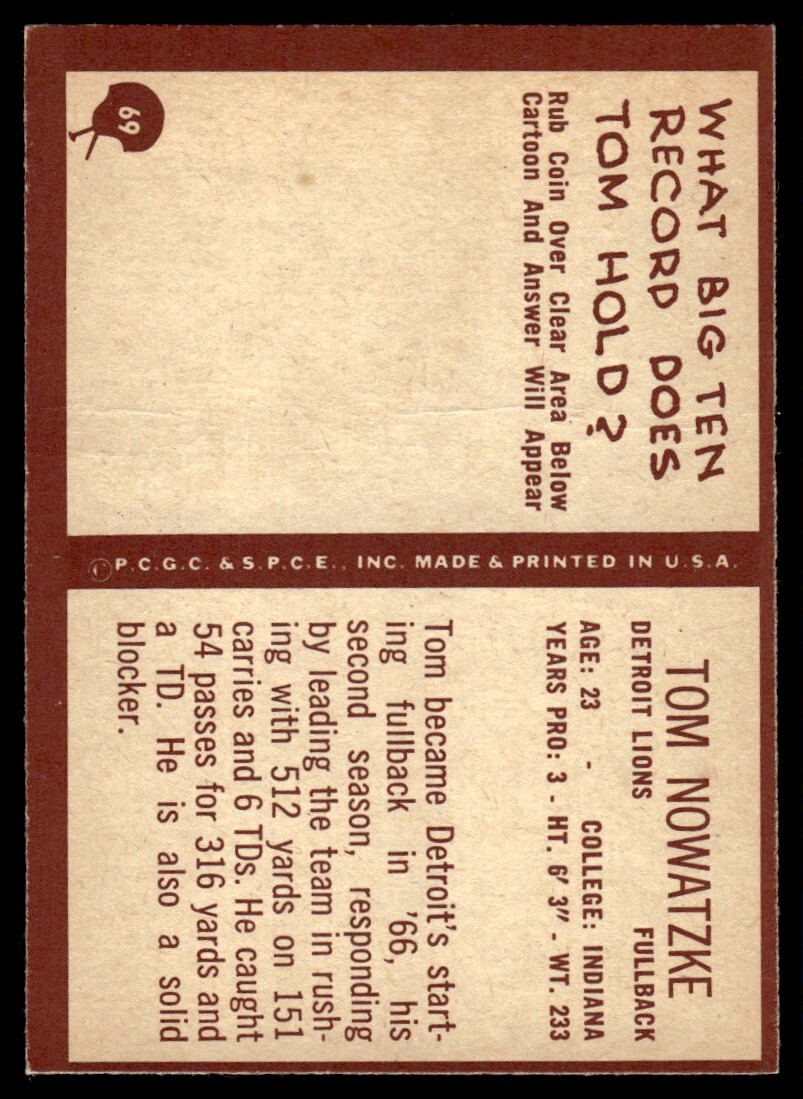 WHAT BIG TEN
RECORD DOES
TOM HOLD?
Rub Coin Over Clear Area Below
Cartoon And Answer Will Appear
69
© P.C.G.C. & S.P.C.E., INC. MADE & PRINTED IN U.S.A.
TOM NOWATZKE
DETROIT LIONS FULLBACK
AGE: 23 - COLLEGE: INDIANA
YEARS PRO: 3 - HT. 6' 3" - WT. 233
Tom became Detroit's start-
ing fullback in '66, his
second season, responding
by leading the team in rush-
ing with 512 yards on 151
carries and 6 TDs. He caught
54 passes for 316 yards and
a TD. He is also a solid
blocker.